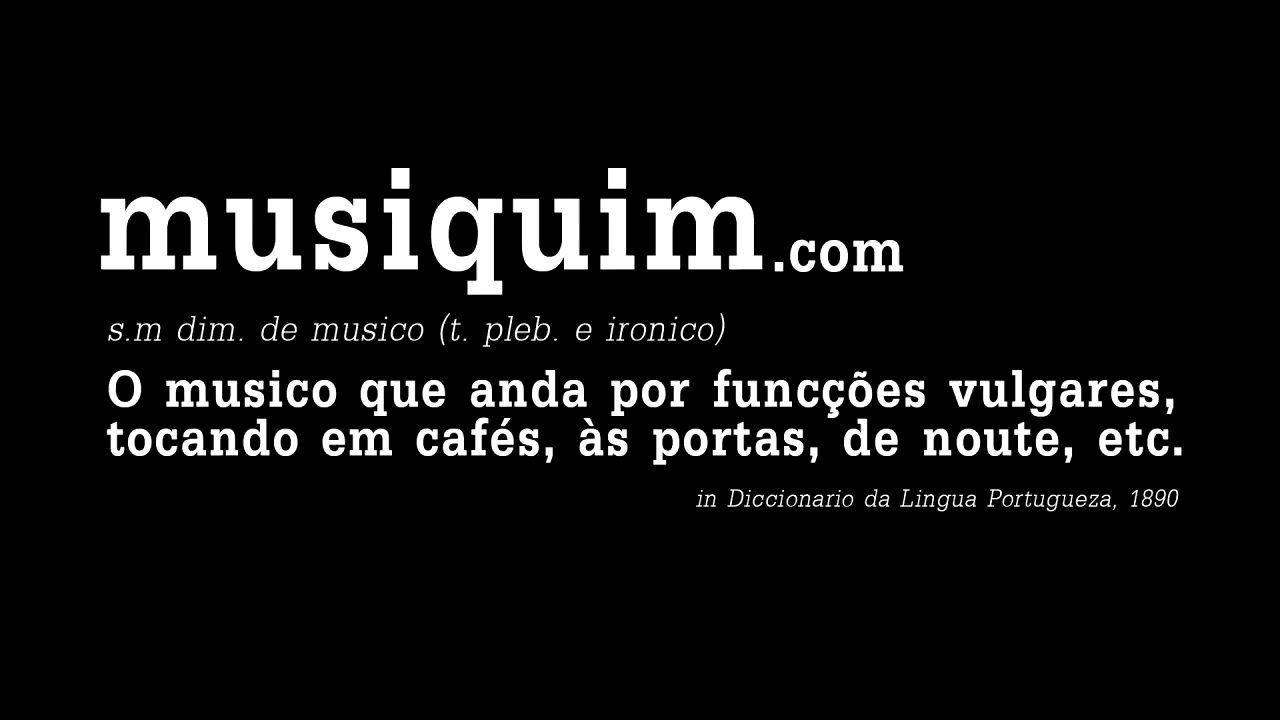 musiquim.com
s.m dim. de musico (t. pleb. e ironico)
O musico que anda por funcções vulgares,
tocando em cafés, às portas, de noute, etc.
in Diccionario da Lingua Portugueza, 1890